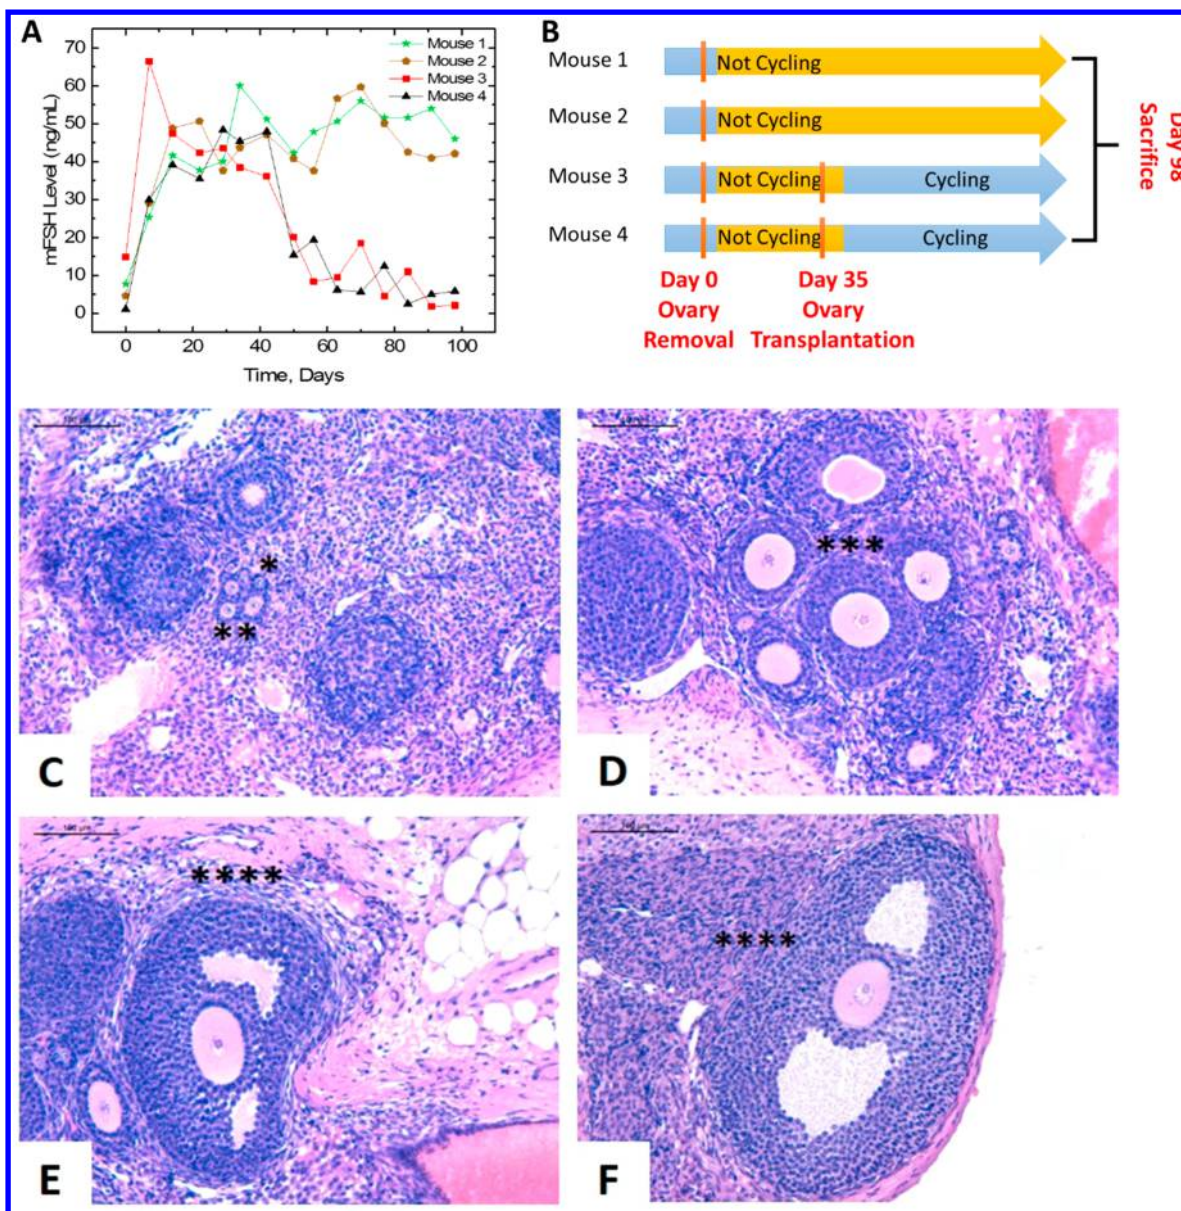 A
70
60
50
40
30
20
10
0
mFSH Level (ng/mL)
Mouse 1
Mouse 2
Mouse 3
Mouse 4
0 20 40 60 80 100
Time, Days
B
Mouse 1 Not Cycling
Mouse 2 Not Cycling
Mouse 3 Not Cycling Cycling
Mouse 4 Not Cycling Cycling
Day 0
Ovary
Removal
Day 35
Ovary
Transplantation
Day 98
Sacrifice
*
**
C
***
D
****
100 µm
E
****
F